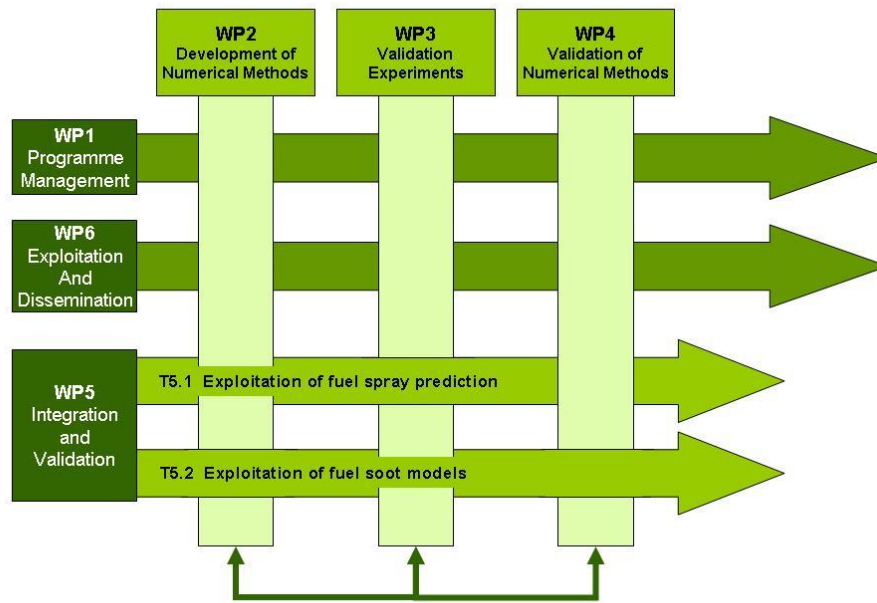 WP2
Development of
Numerical Methods
WP3
Validation
Experiments
WP4
Validation of
Numerical Methods
WP1
Programme
Management
WP6
Exploitation
And
Dissemination
WP5
Integration
and
Validation
T5.1 Exploitation of fuel spray prediction
T5.2 Exploitation of fuel soot models